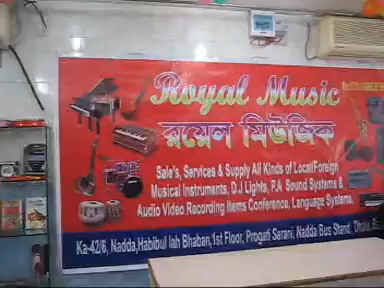 Royal Music
রয়েল মিউজিক
Sale's, Services & Supply All Kinds of Local/Foreign
Musical Instruments, D.J Lights, P.A Sound Systems &
Audio Video Recording Items Conference, Language Systems.
Ka-42/6, Nadda,Habibul lah Bhaban,1st Floor, Progati Sarani, Nadda Bus Stand,